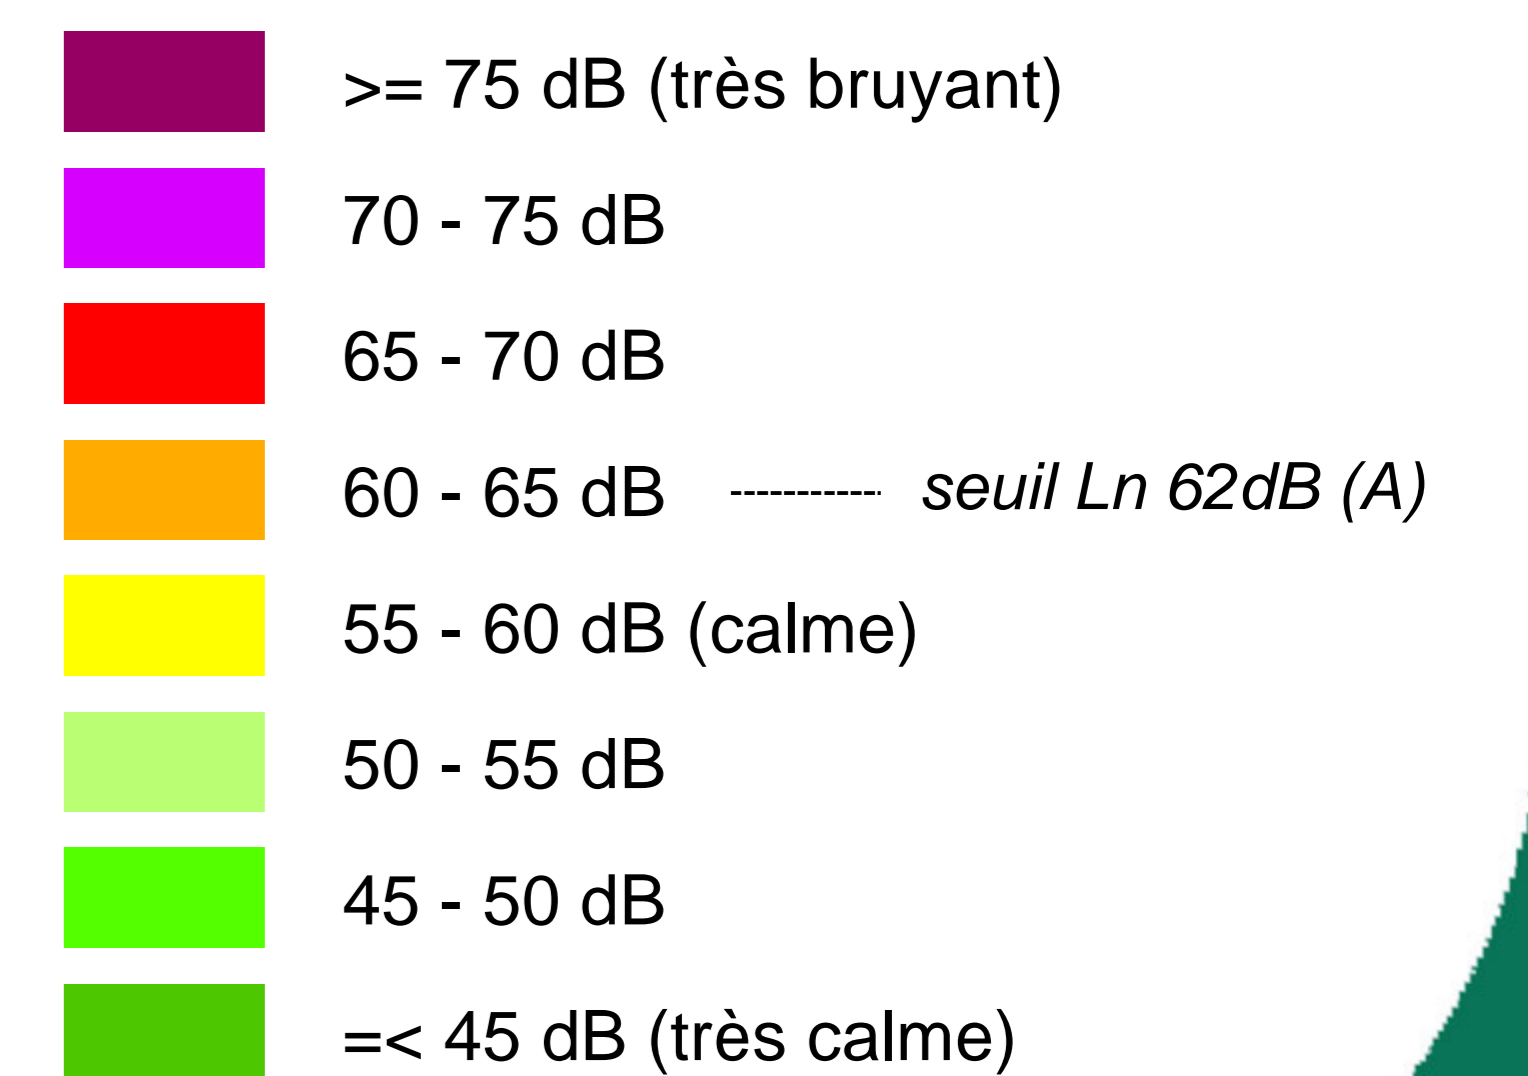 >= 75 dB (très bruyant)
70 - 75 dB
65 - 70 dB
60 - 65 dB ----------- seuil Ln 62dB (A)
55 - 60 dB (calme)
50 - 55 dB
45 - 50 dB
=< 45 dB (très calme)